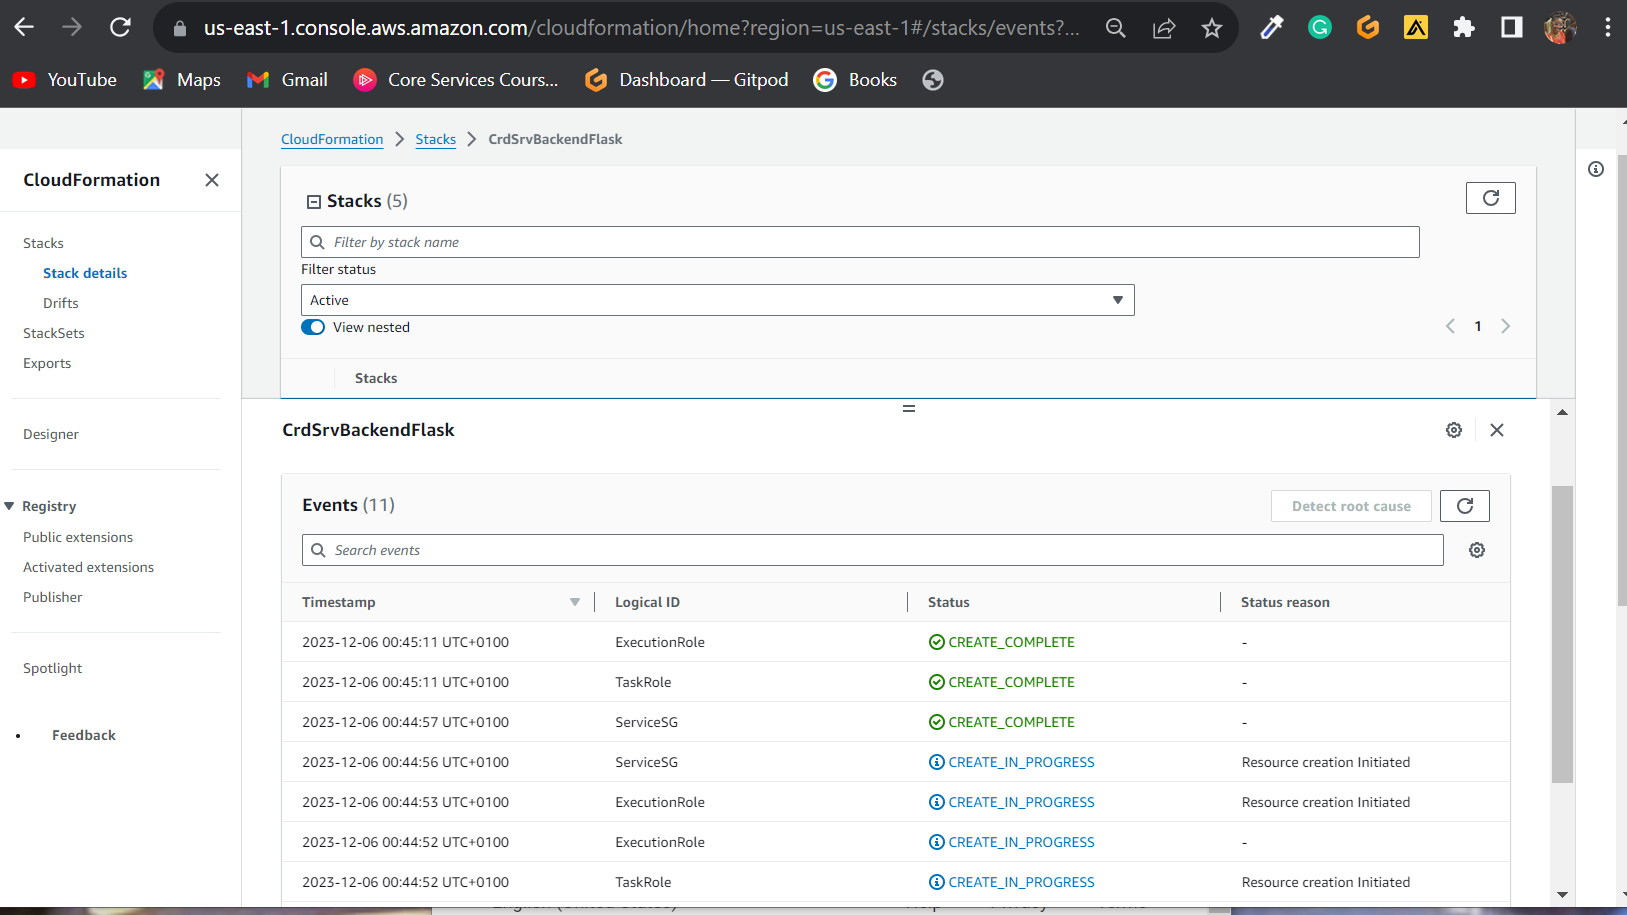 us-east-1.console.aws.amazon.com/cloudformation/home?region=us-east-1#/stacks/events?...
YouTube Maps Gmail Core Services Cours... Dashboard — Gitpod Books
CloudFormation
Stacks
Stack details
Drifts
StackSets
Exports
Designer
Registry
Public extensions
Activated extensions
Publisher
Spotlight
Feedback
CloudFormation > Stacks > CrdSrvBackendFlask
Stacks (5)
Filter by stack name
Filter status
Active
View nested
1
Stacks
CrdSrvBackendFlask
Events (11)
Detect root cause
Search events
Timestamp Logical ID Status Status reason
2023-12-06 00:45:11 UTC+0100 ExecutionRole CREATE_COMPLETE -
2023-12-06 00:45:11 UTC+0100 TaskRole CREATE_COMPLETE -
2023-12-06 00:44:57 UTC+0100 ServiceSG CREATE_COMPLETE -
2023-12-06 00:44:56 UTC+0100 ServiceSG CREATE_IN_PROGRESS Resource creation Initiated
2023-12-06 00:44:53 UTC+0100 ExecutionRole CREATE_IN_PROGRESS Resource creation Initiated
2023-12-06 00:44:52 UTC+0100 ExecutionRole CREATE_IN_PROGRESS -
2023-12-06 00:44:52 UTC+0100 TaskRole CREATE_IN_PROGRESS Resource creation Initiated